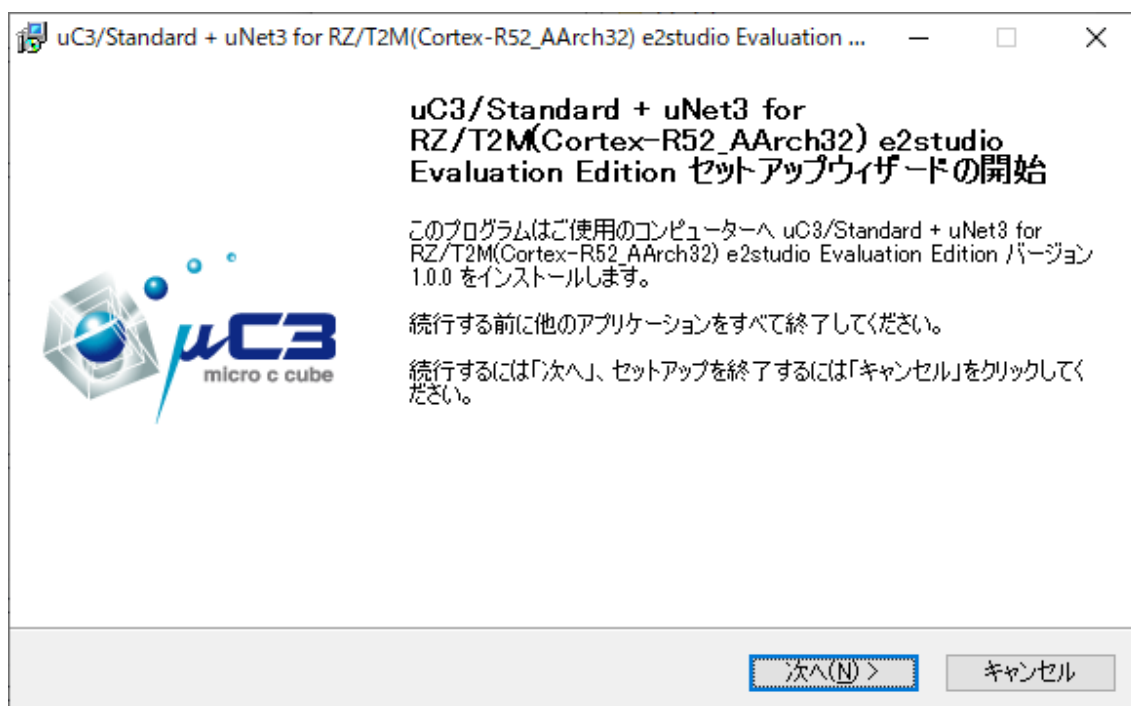 uC3/Standard + uNet3 for RZ/T2M(Cortex-R52_AArch32) e2studio Evaluation ...
uC3/Standard + uNet3 for
RZ/T2M(Cortex-R52_AArch32) e2studio
Evaluation Edition セットアップウィザードの開始
このプログラムはご使用のコンピューターへ uC3/Standard + uNet3 for
RZ/T2M(Cortex-R52_AArch32) e2studio Evaluation Edition バージョン
1.0.0 をインストールします。
続行する前に他のアプリケーションをすべて終了してください。
続行するには「次へ」、セットアップを終了するには「キャンセル」をクリックしてく
ださい。
μC3
micro c cube
次へ(N) >
キャンセル